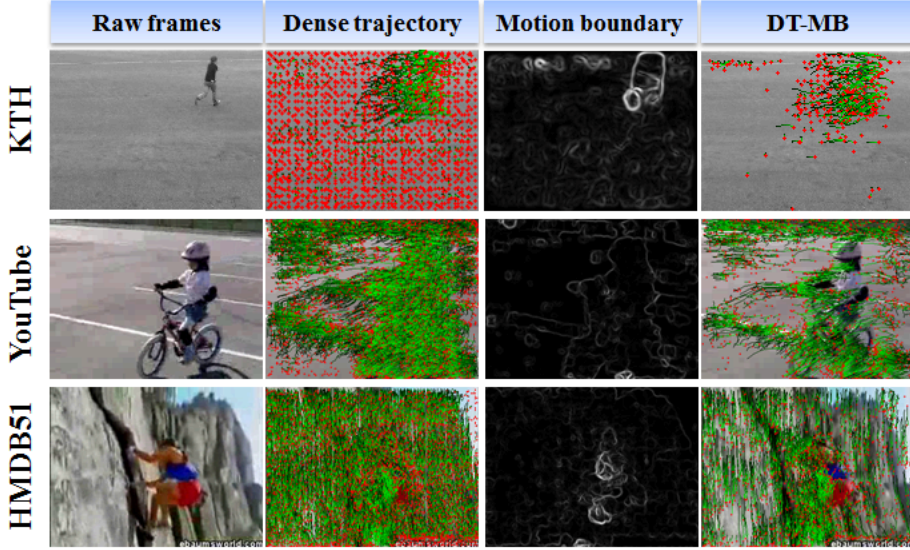 Raw frames Dense trajectory Motion boundary DT-MB
KTH
YouTube
HMDB51
ebaumsworld.com